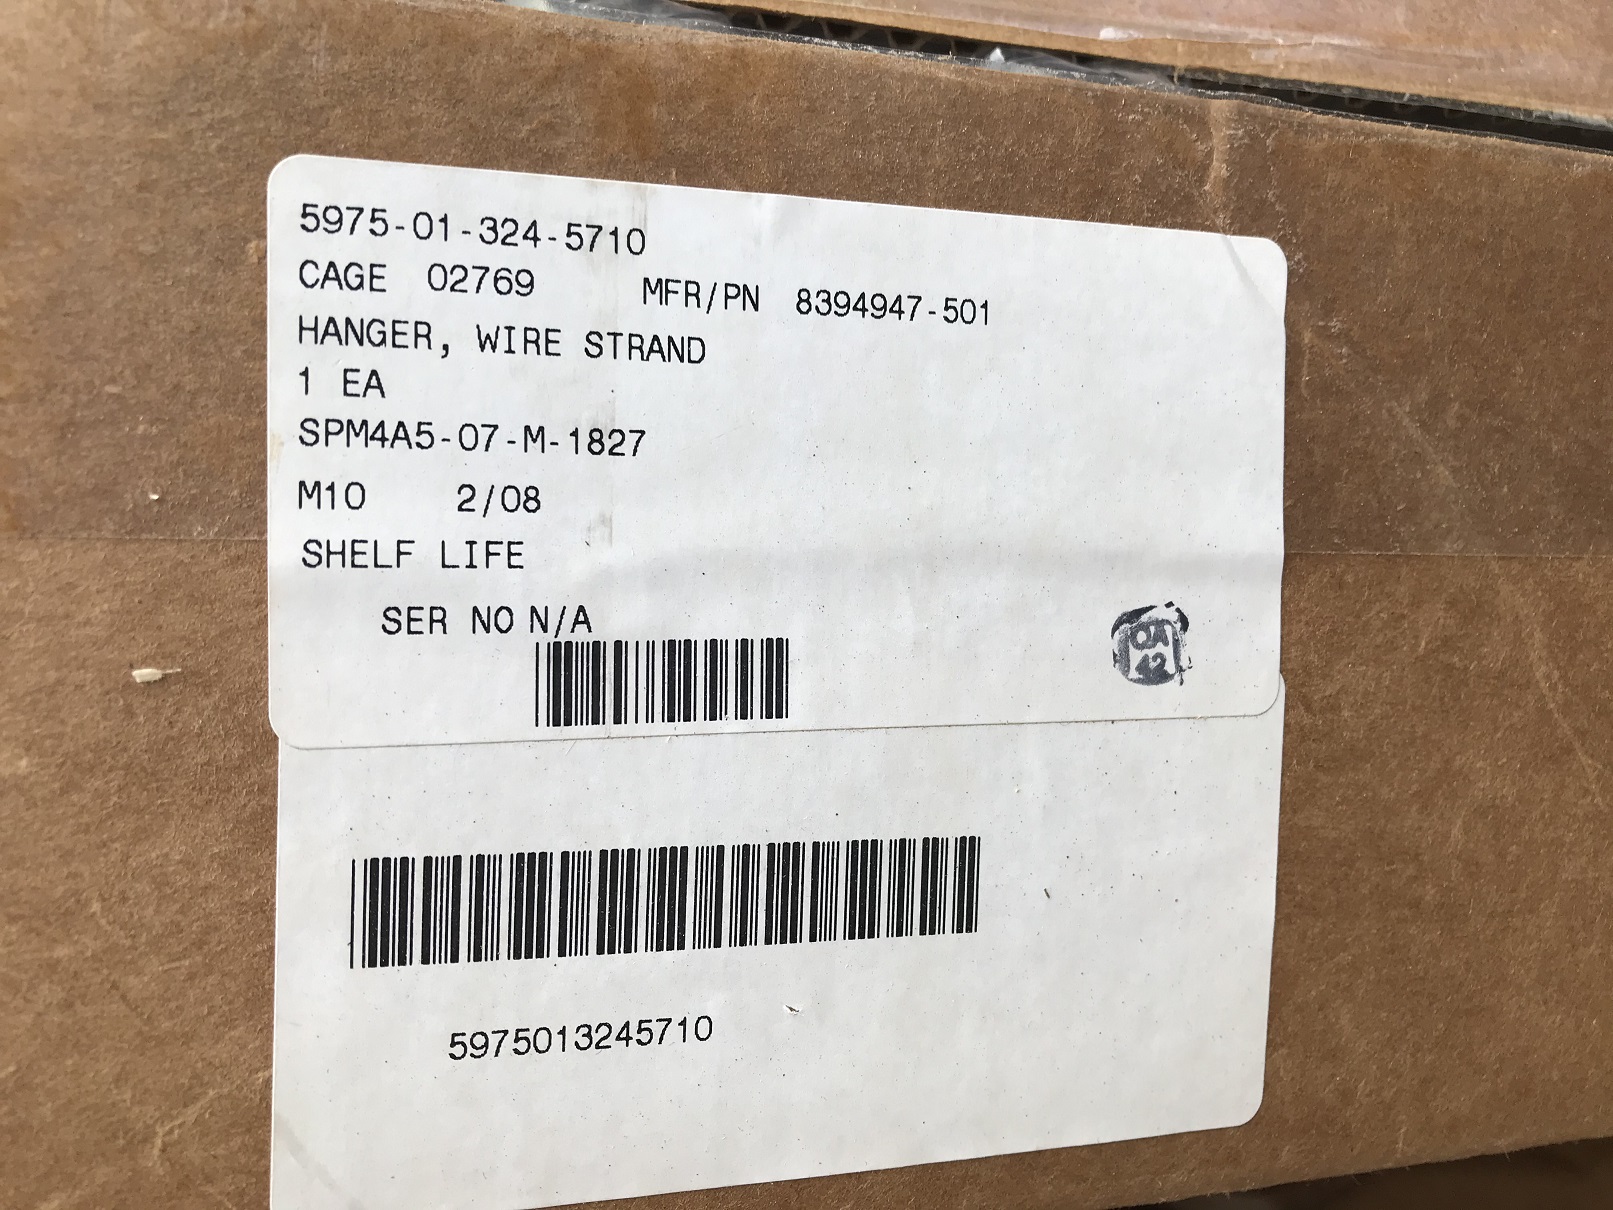 5975-01-324-5710
CAGE 02769 MFR/PN 8394947-501
HANGER, WIRE STRAND
1 EA
SPM4A5-07-M-1827
M10 2/08
SHELF LIFE
SER NO N/A
42
5975013245710